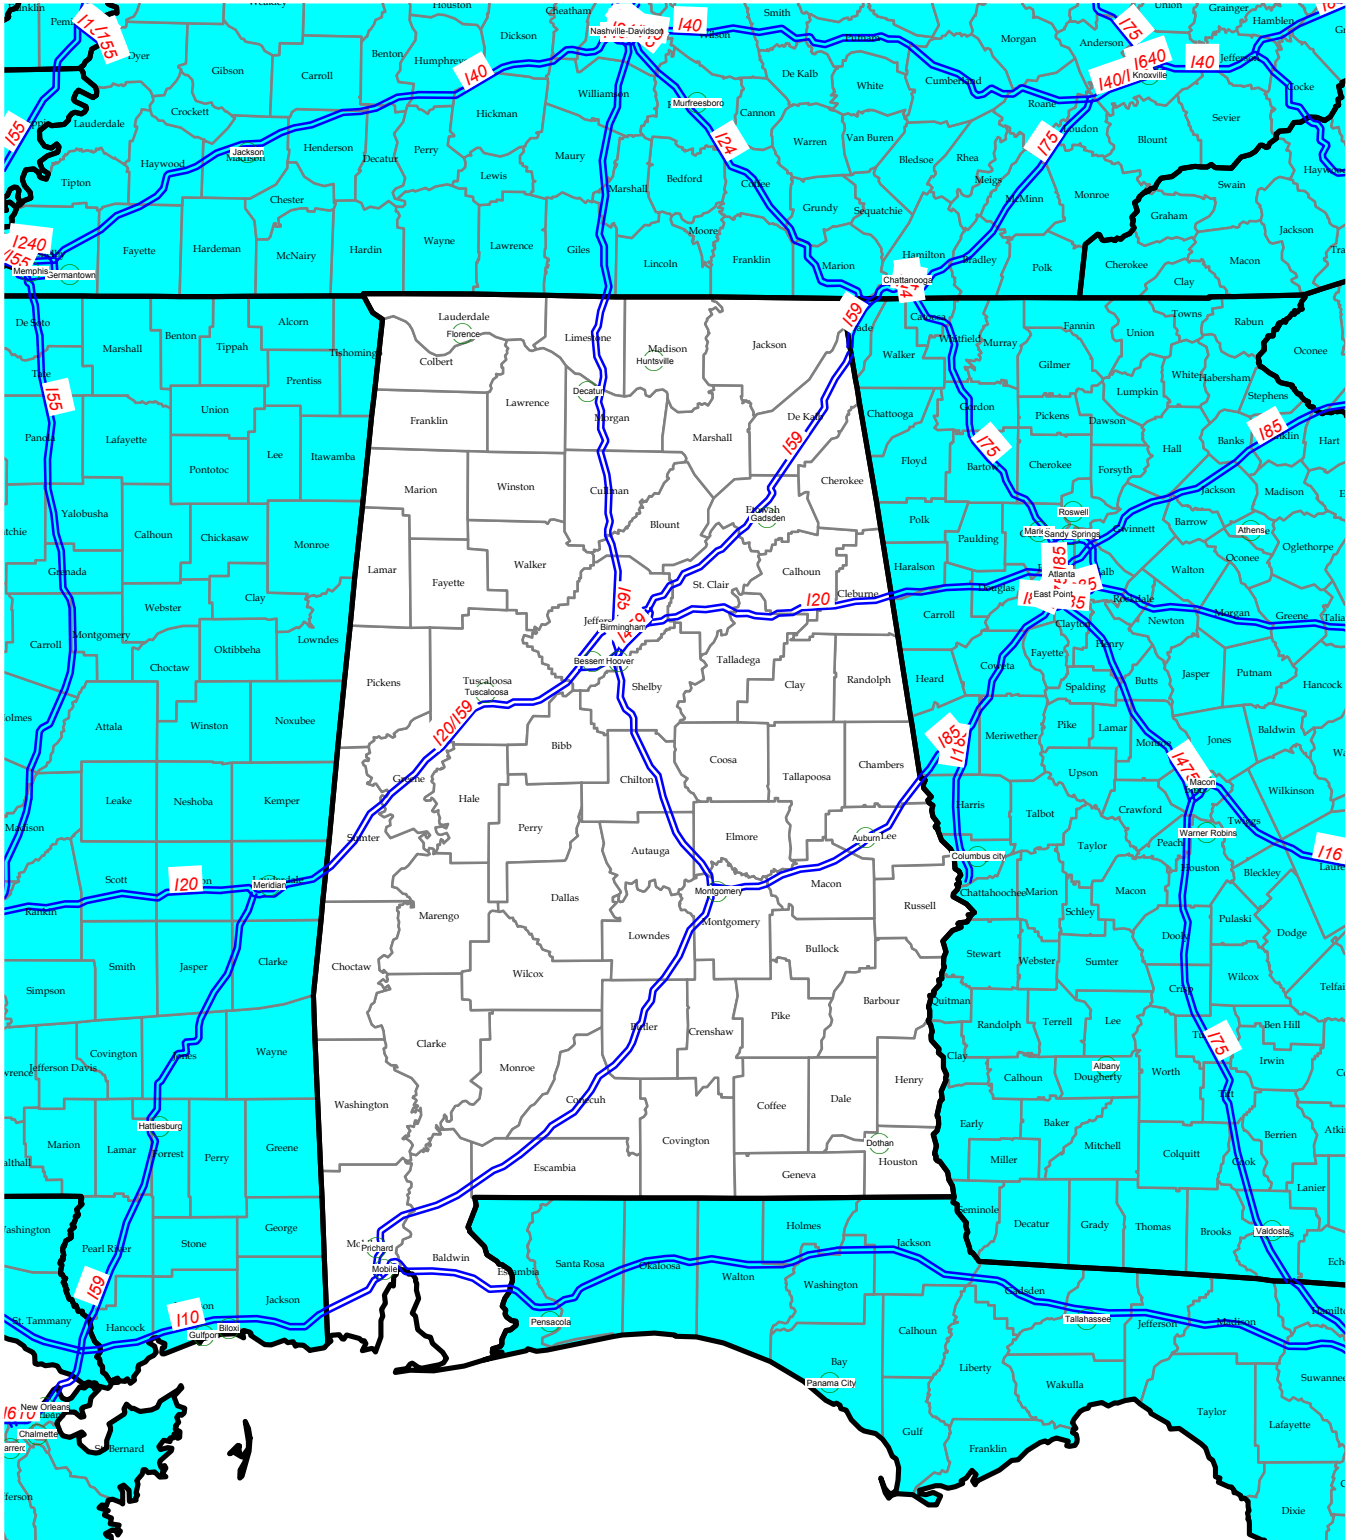 Houston
Cheatham
Smith
Union
Grainger
Hamblen
I155
Dyer
Dickson
Nashville-Davidson
I40
Wilson
Putnam
Morgan
Anderson
I75
I640
I40
Jefferson
Knoxville
Gibson
Carroll
Benton
Humphreys
I40
Williamson
De Kalb
White
Cumberland
Roane
Cocke
Crockett
Lauderdale
I55
Hickman
Murfreesboro
Cannon
Loudon
Blount
Sevier
Haywood
Madison
Jackson
Henderson
Decatur
Perry
Lewis
Maury
I24
Warren
Van Buren
Bledsoe
Rhea
Meigs
I75
Monroe
Haywood
Tipton
Chester
Marshall
Bedford
Coffee
McMinn
Swain
Fayette
Hardeman
McNairy
Hardin
Wayne
Lawrence
Giles
Moore
Lincoln
Franklin
Grundy
Sequatchie
Marion
Hamilton
Bradley
Polk
Graham
Jackson
Cherokee
Macon
Clay
I240
I55
Memphis
Germantown
Chattanooga
De Soto
Marshall
Benton
Tippah
Alcorn
Tishomingo
Prentiss
Lauderdale
Florence
Colbert
Limestone
Madison
Huntsville
Jackson
I59
Catoosa
Walker
Whitfield
Murray
Fannin
Union
Towns
Rabun
Oconee
Tate
I55
Union
Lawrence
Decatur
Gilmer
White
Habersham
Lumpkin
Stephens
Panola
Lafayette
Pontotoc
Lee
Itawamba
Franklin
Morgan
Marshall
De Kalb
I59
Chattooga
Gordon
Pickens
Dawson
Hall
Banks
I85
Hart
Floyd
I75
Bartow
Cherokee
Forsyth
Yalobusha
Calhoun
Chickasaw
Monroe
Marion
Winston
Cullman
Blount
Etowah
Gadsden
Cherokee
Polk
Paulding
Roswell
Sandy Springs
Gwinnett
Jackson
Barrow
Madison
Athens
Oconee
Oglethorpe
Grenada
Clay
Webster
Lamar
Fayette
Walker
I65
St. Clair
Calhoun
Cleburne
I20
Haralson
Douglas
Carroll
I85
Atlanta
East Point
Walton
Rockdale
Newton
Morgan
Greene
Carroll
Montgomery
Choctaw
Oktibbeha
Lowndes
Birmingham
Bessemer
Hoover
Shelby
Talladega
Clay
Randolph
Heard
Coweta
Clayton
Fayette
Henry
Spalding
Butts
Jasper
Putnam
Hancock
Attala
Winston
Noxubee
Pickens
Tuscaloosa
Tuscaloosa
I20/I59
Bibb
Chilton
Coosa
Tallapoosa
Chambers
I85
Meriwether
Pike
Lamar
Monroe
Jones
Baldwin
Leake
Neshoba
Kemper
Greene
Hale
Perry
Upson
I475
Macon
Wilkinson
Madison
Sumter
Autauga
Elmore
Auburn
Lee
Harris
Talbot
Crawford
Taylor
Peach
Warner Robins
Twiggs
I16
Scott
I20
Meridian
Lauderdale
Dallas
Montgomery
Macon
Russell
Columbus city
Chattahoochee
Marion
Macon
Houston
Bleckley
Rankin
Marengo
Lowndes
Montgomery
Bullock
Schley
Dooly
Pulaski
Dodge
Smith
Jasper
Clarke
Choctaw
Wilcox
Stewart
Webster
Sumter
Simpson
Crisp
Wilcox
Telfair
Barbour
Quitman
Covington
Jones
Wayne
Clarke
Butler
Crenshaw
Pike
Randolph
Terrell
Lee
I75
Ben Hill
Jefferson Davis
Monroe
Clay
Calhoun
Albany
Dougherty
Worth
Irwin
Henry
Washington
Conecuh
Coffee
Dale
Tift
Hattiesburg
Marion
Lamar
Forrest
Perry
Greene
Covington
Dothan
Houston
Early
Baker
Mitchell
Miller
Colquitt
Berrien
Cook
Escambia
Geneva
Lanier
Pearl River
Stone
George
Prichard
Mobile
Baldwin
Escambia
Santa Rosa
Okaloosa
Walton
Holmes
Jackson
Washington
Seminole
Decatur
Grady
Thomas
Brooks
Valdosta
I59
St. Tammany
Hancock
I10
Gulfport
Biloxi
Jackson
Pensacola
Calhoun
Gadsden
Tallahassee
Jefferson
Madison
Hamilton
Bay
Panama City
Liberty
Wakulla
Suwannee
New Orleans
I610
Chalmette
St. Bernard
Gulf
Franklin
Taylor
Lafayette
Dixie